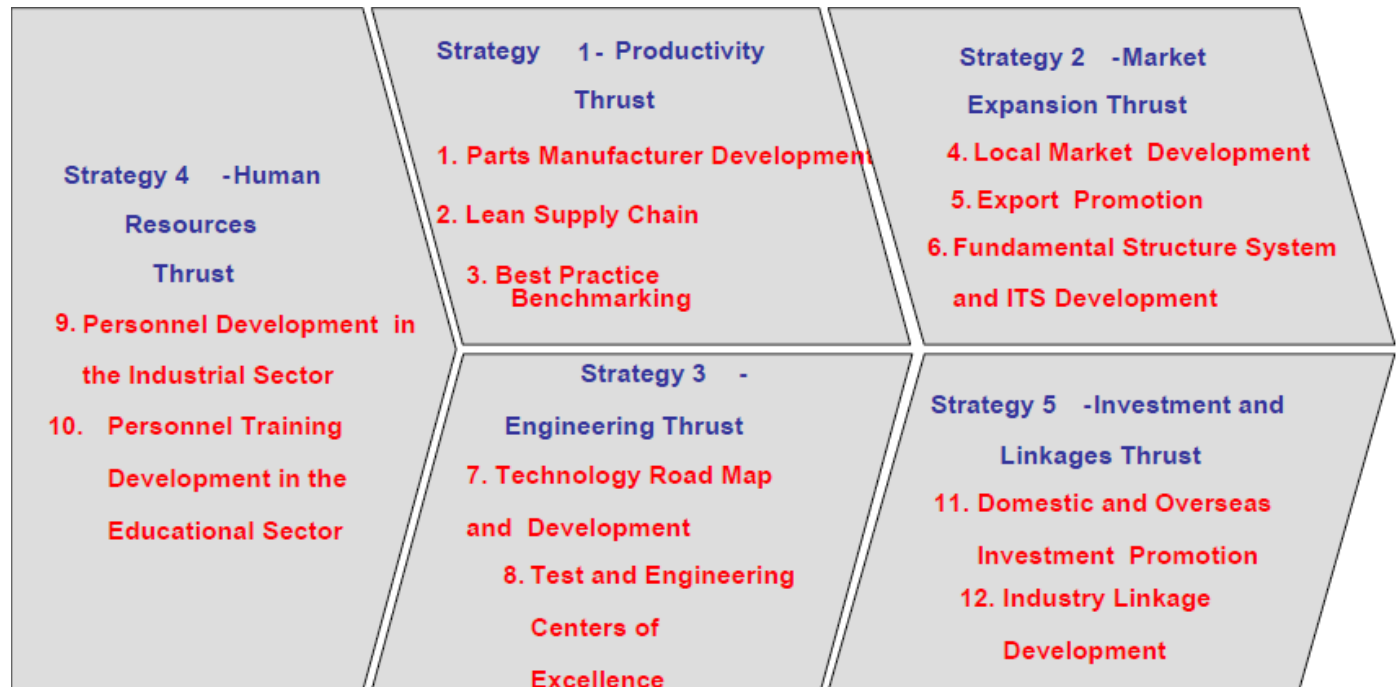 Strategy 4 -Human
Resources
Thrust
9. Personnel Development in
the Industrial Sector
10. Personnel Training
Development in the
Educational Sector
Strategy 1- Productivity
Thrust
1. Parts Manufacturer Development
2. Lean Supply Chain
3. Best Practice
Benchmarking
Strategy 2 -Market
Expansion Thrust
4. Local Market Development
5. Export Promotion
6. Fundamental Structure System
and ITS Development
Strategy 3 -
Engineering Thrust
7. Technology Road Map
and Development
8. Test and Engineering
Centers of
Excellence
Strategy 5 -Investment and
Linkages Thrust
11. Domestic and Overseas
Investment Promotion
12. Industry Linkage
Development